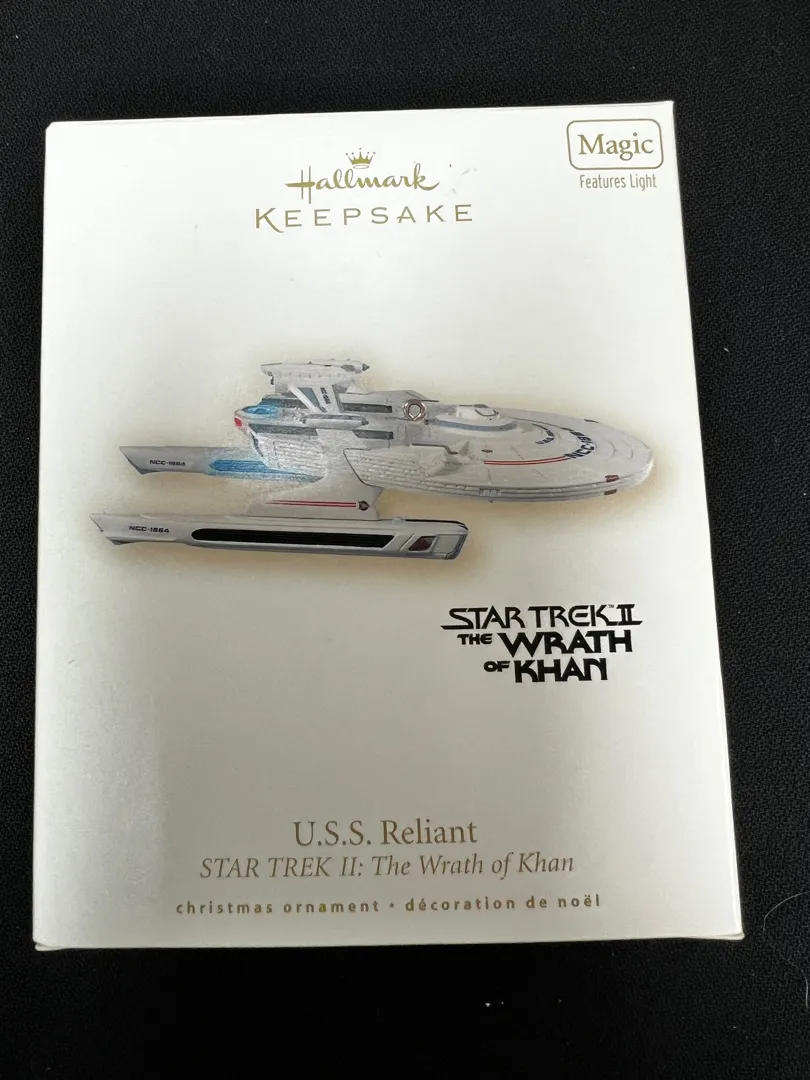 Magic
Features Light
Hallmark
KEEPSAKE
NCC-1864
NCC-1864
STAR TREK™ II
THE WRATH
OF KHAN
U.S.S. Reliant
STAR TREK II: The Wrath of Khan
christmas ornament • décoration de noël